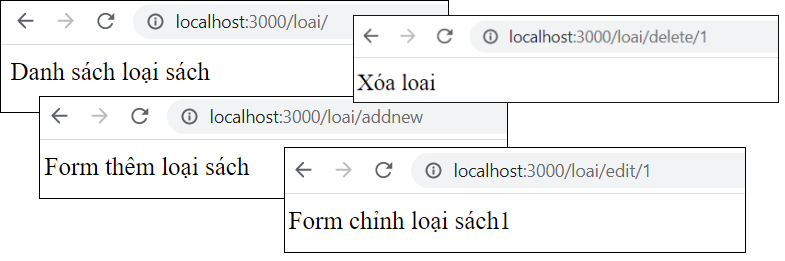 localhost:3000/loai/
Danh sách loại sách
localhost:3000/loai/delete/1
Xóa loai
localhost:3000/loai/addnew
Form thêm loại sách
localhost:3000/loai/edit/1
Form chỉnh loại sách1